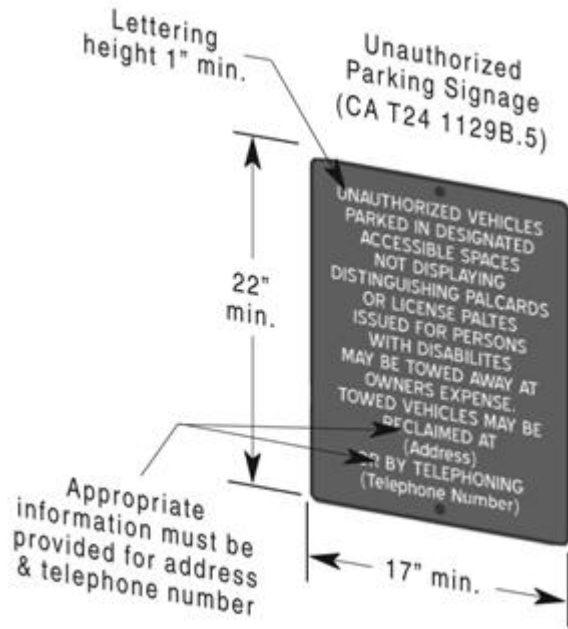 Lettering
height 1" min.
Unauthorized
Parking Signage
(CA T24 1129B.5)
UNAUTHORIZED VEHICLES
PARKED IN DESIGNATED
ACCESSIBLE SPACES
NOT DISPLAYING
DISTINGUISHING PALCARDS
OR LICENSE PALTES
ISSUED FOR PERSONS
WITH DISABILITES
MAY BE TOWED AWAY AT
OWNERS EXPENSE.
TOWED VEHICLES MAY BE
RECLAIMED AT
(Address)
OR BY TELEPHONING
(Telephone Number)
22"
min.
17" min.
Appropriate
information must be
provided for address
& telephone number